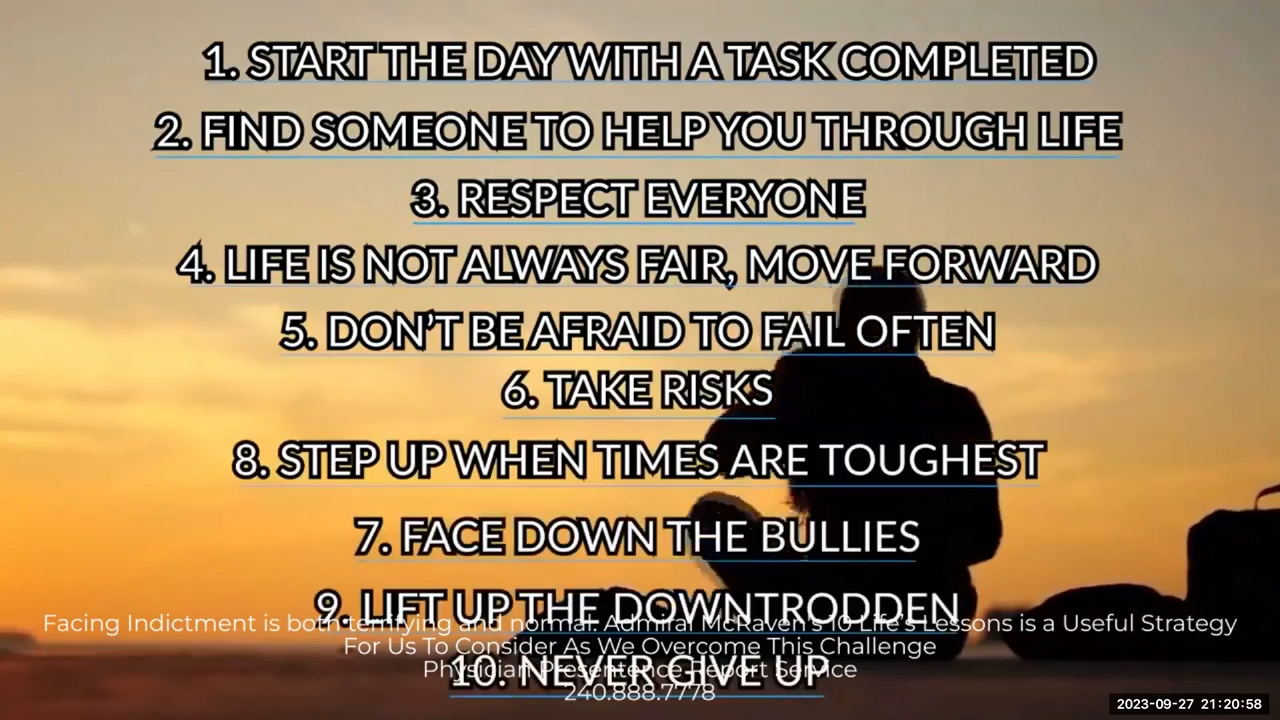 1. START THE DAY WITH A TASK COMPLETED
2. FIND SOMEONE TO HELP YOU THROUGH LIFE
3. RESPECT EVERYONE
4. LIFE IS NOT ALWAYS FAIR, MOVE FORWARD
5. DON'T BE AFRAID TO FAIL OFTEN
6. TAKE RISKS
8. STEP UP WHEN TIMES ARE TOUGHEST
7. FACE DOWN THE BULLIES
9. LIFT UP THE DOWNTRODDEN
Facing Indictment is both terrifying and normal. Admiral McRaven's 10 Life's Lessons is a Useful Strategy
For Us To Consider As We Overcome This Challenge
10. NEVER GIVE UP
Physician Presentence Report Service
240.888.7778
2023-09-27 21:20:58